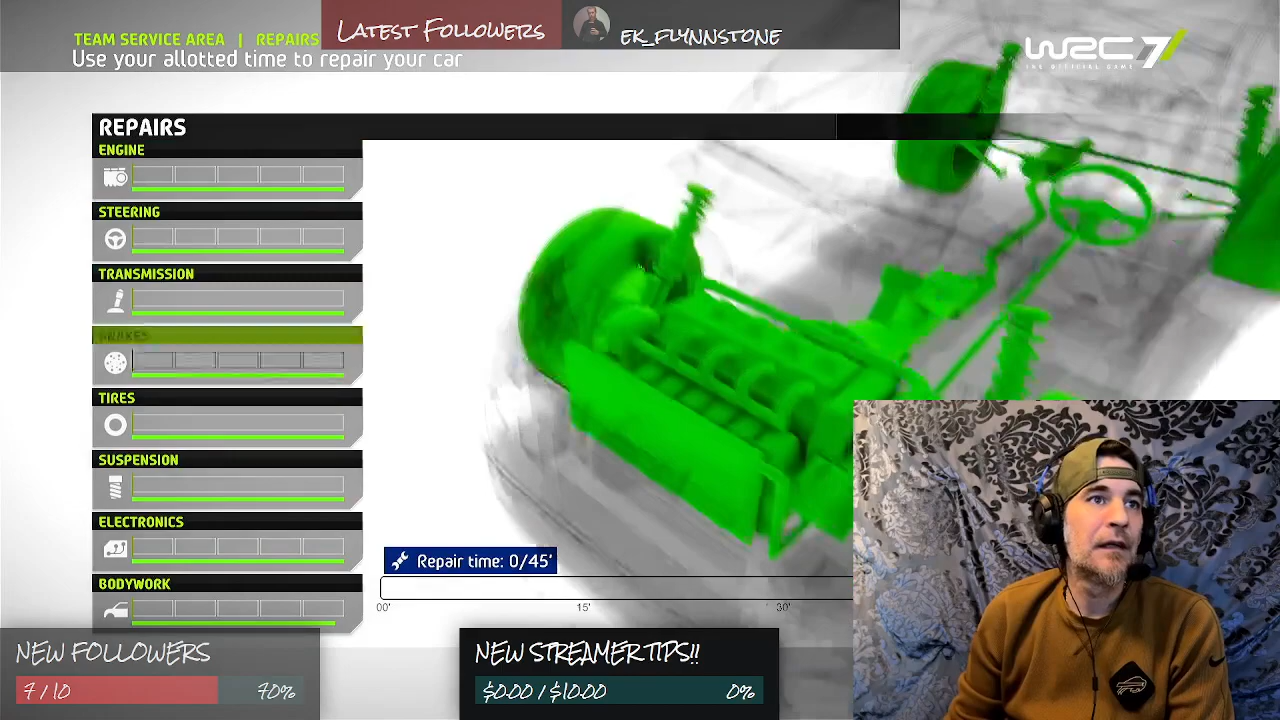 LATEST FOLLOWERS
EK_FLYNNSTONE
TEAM SERVICE AREA | REPAIRS
Use your allotted time to repair your car
WRC 7
THE OFFICIAL GAME
REPAIRS
ENGINE
STEERING
TRANSMISSION
BRAKES
TIRES
SUSPENSION
ELECTRONICS
BODYWORK
Repair time: 0/45'
00' 15' 30'
NEW FOLLOWERS
7 / 10 70%
NEW STREAMER TIPS!!
$0.00 / $10.00 0%